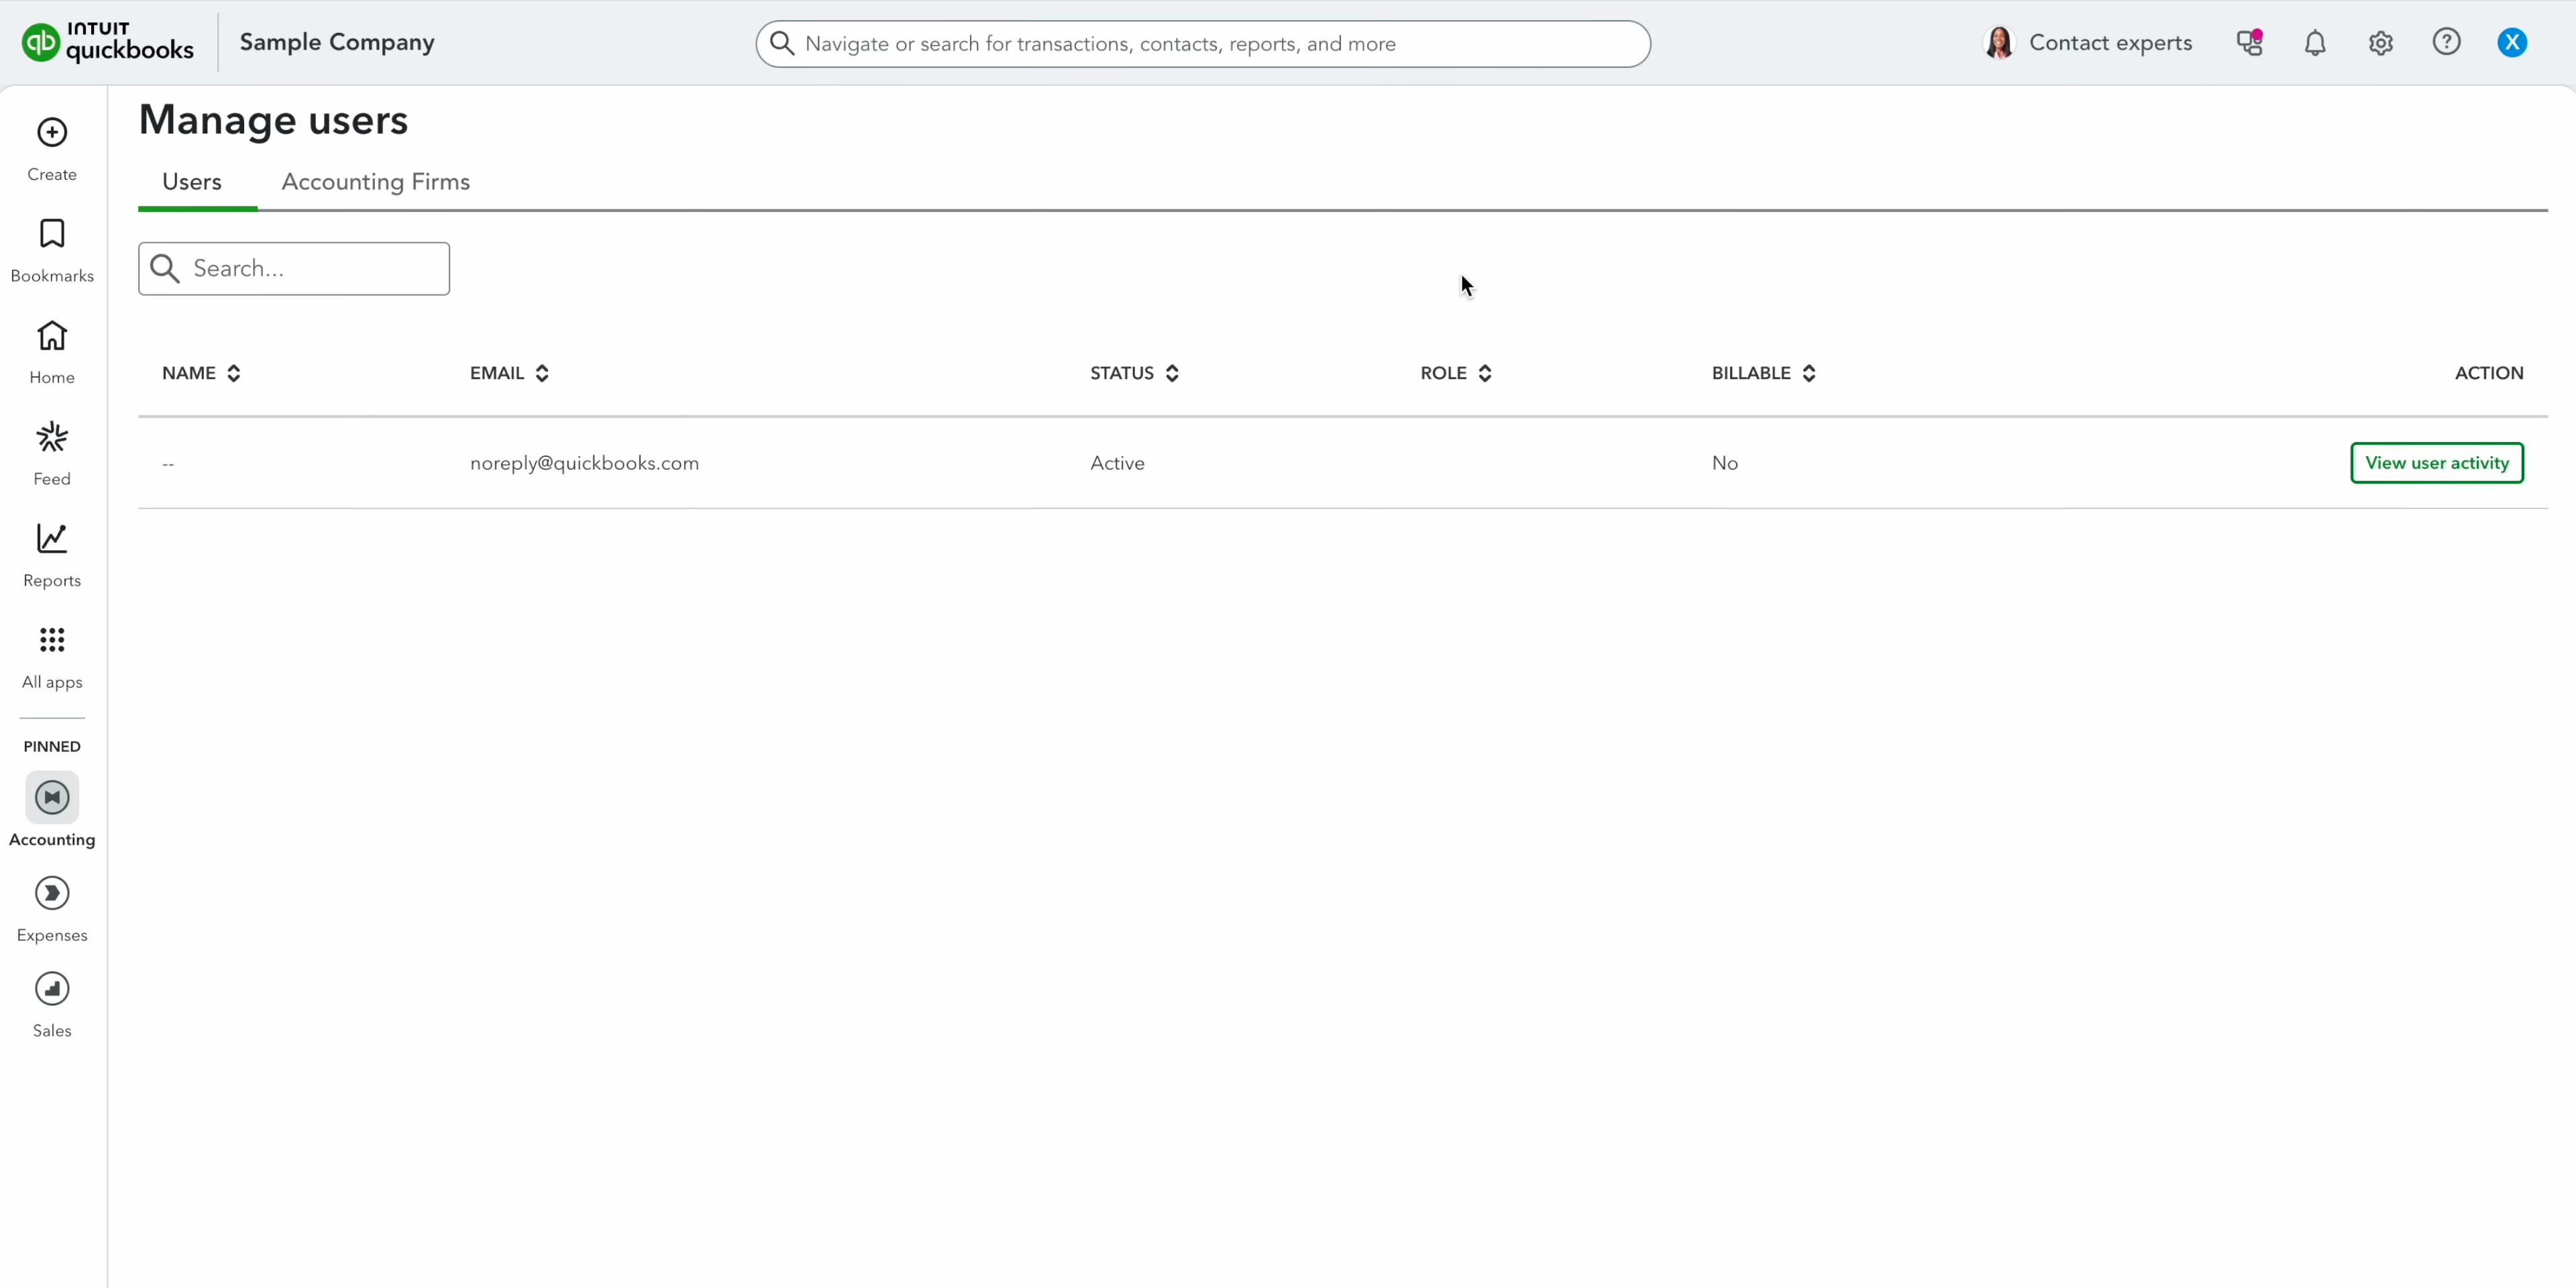 INTUIT
quickbooks
Sample Company
Navigate or search for transactions, contacts, reports, and more
Contact experts
X
Create
Bookmarks
Home
Feed
Reports
All apps
PINNED
Accounting
Expenses
Sales
Manage users
Users
Accounting Firms
Search...
NAME EMAIL STATUS ROLE BILLABLE ACTION
-- noreply@quickbooks.com Active No View user activity